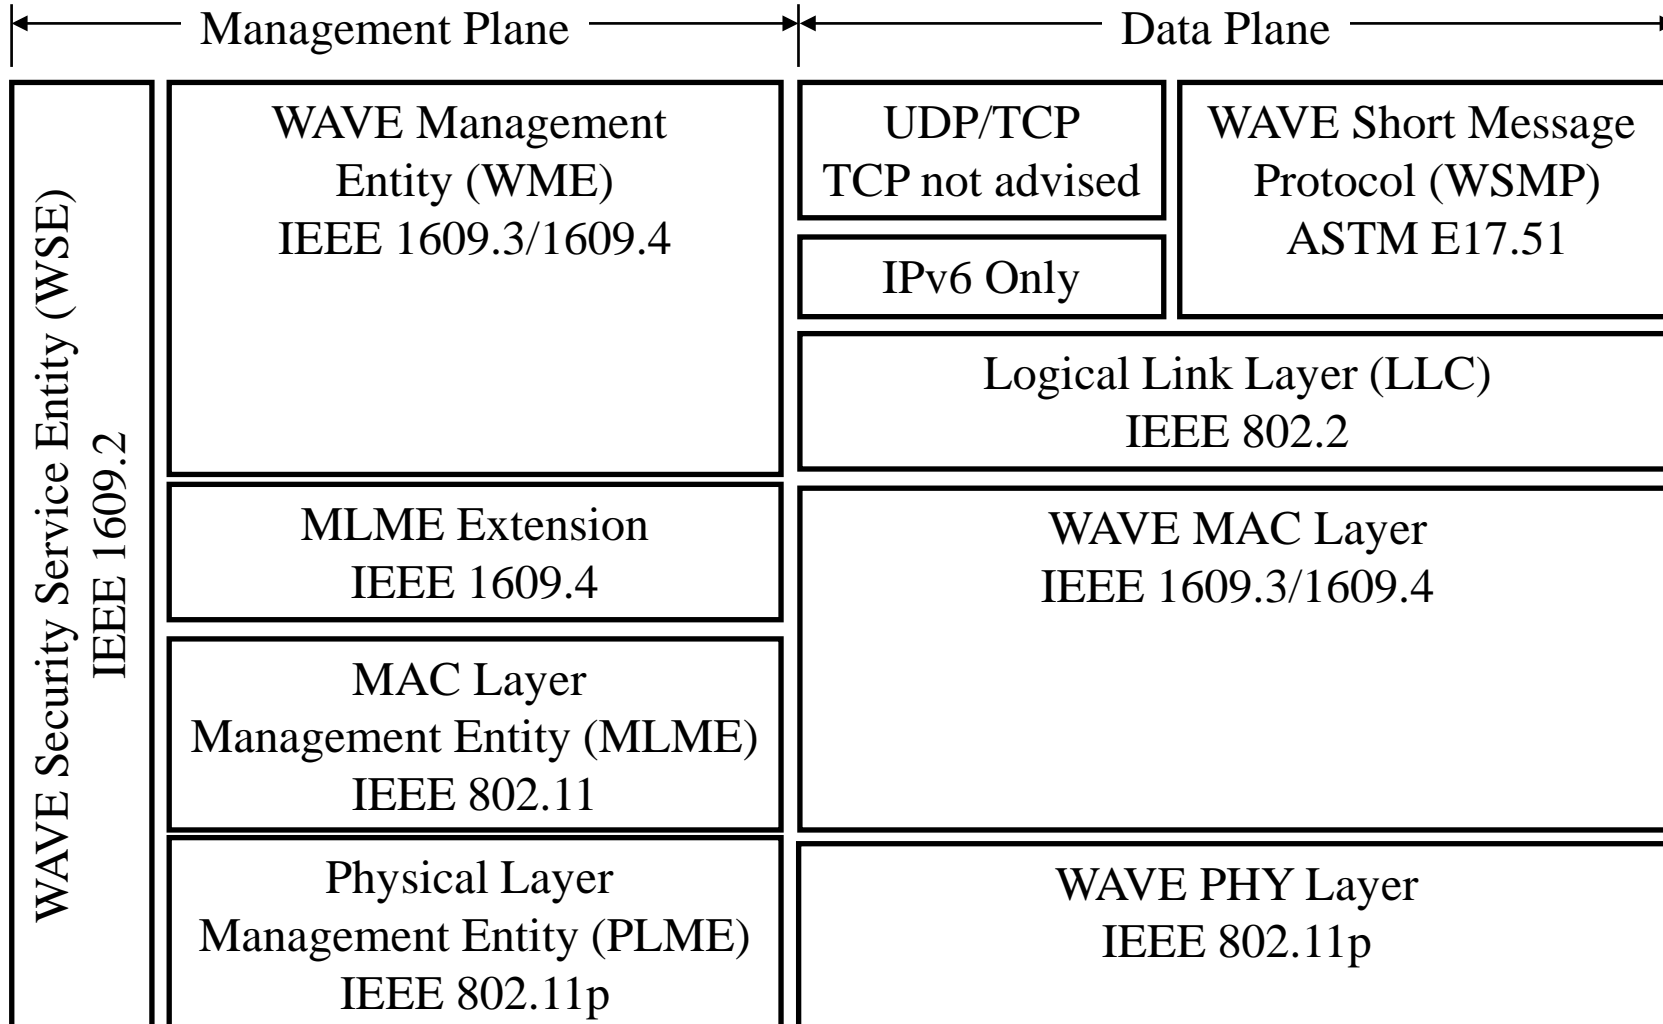 Management Plane
Data Plane
WAVE Security Service Entity (WSE)
IEEE 1609.2
WAVE Management
Entity (WME)
IEEE 1609.3/1609.4
MLME Extension
IEEE 1609.4
MAC Layer
Management Entity (MLME)
IEEE 802.11
Physical Layer
Management Entity (PLME)
IEEE 802.11p
UDP/TCP
TCP not advised
IPv6 Only
WAVE Short Message
Protocol (WSMP)
ASTM E17.51
Logical Link Layer (LLC)
IEEE 802.2
WAVE MAC Layer
IEEE 1609.3/1609.4
WAVE PHY Layer
IEEE 802.11p